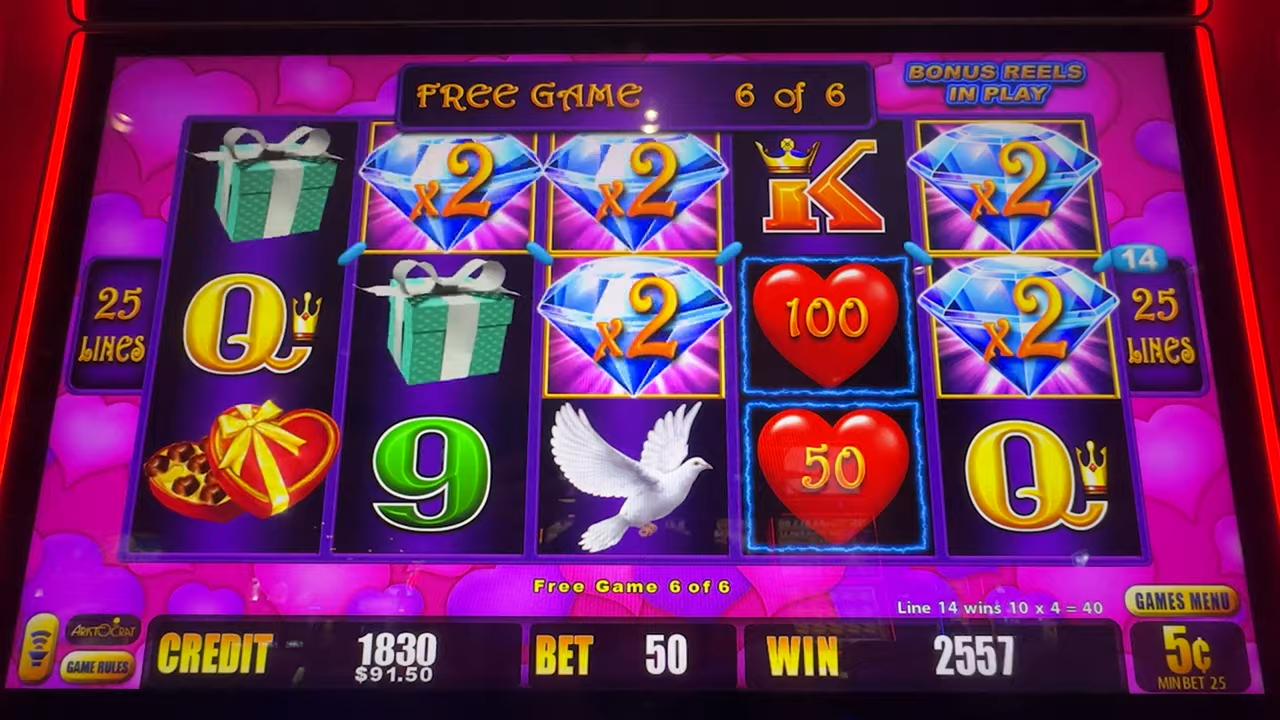 FREE GAME 6 of 6
BONUS REELS
IN PLAY
x2 x2 K x2
14
25
LINES
Q x2 100 x2
25
LINES
9 50 Q
Free Game 6 of 6
Line 14 wins 10 x 4 = 40
GAMES MENU
ARISTOCRAT
GAME RULES
CREDIT 1830
$91.50
BET 50
WIN 2557
5¢
MIN BET 25